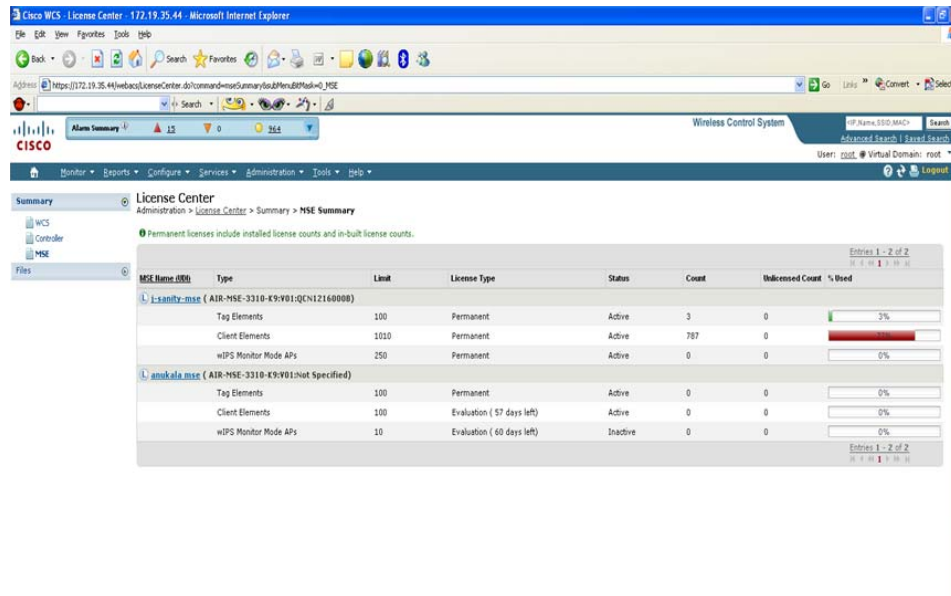 Cisco WCS - License Center - 172.19.35.44 - Microsoft Internet Explorer
File Edit View Favorites Tools Help
Back Search Favorites
Address https://172.19.35.44/webacs/LicenseCenter.do?command=mseSummary&subMenuBitMask=0_MSE Go Links » Convert Select
Search
CISCO Alarm Summary 15 0 964 Wireless Control System <IP,Name,SSID,MAC> Search
Advanced Search | Saved Search
User: root @ Virtual Domain: root
Monitor Reports Configure Services Administration Tools Help Logout
Summary
WCS
Controller
MSE
Files
License Center
Administration > License Center > Summary > MSE Summary
Permanent licenses include installed license counts and in-built license counts.
Entries 1 - 2 of 2
1
MSE Name (UDI) Type Limit License Type Status Count Unlicensed Count % Used
L j-sanity-mse ( AIR-MSE-3310-K9:V01:QCN1216000B)
Tag Elements 100 Permanent Active 3 0 3%
Client Elements 1010 Permanent Active 787 0 77%
wIPS Monitor Mode APs 250 Permanent Active 0 0 0%
L anukala mse ( AIR-MSE-3310-K9:V01:Not Specified)
Tag Elements 100 Permanent Active 0 0 0%
Client Elements 100 Evaluation ( 57 days left) Active 0 0 0%
wIPS Monitor Mode APs 10 Evaluation ( 60 days left) Inactive 0 0 0%
Entries 1 - 2 of 2
1